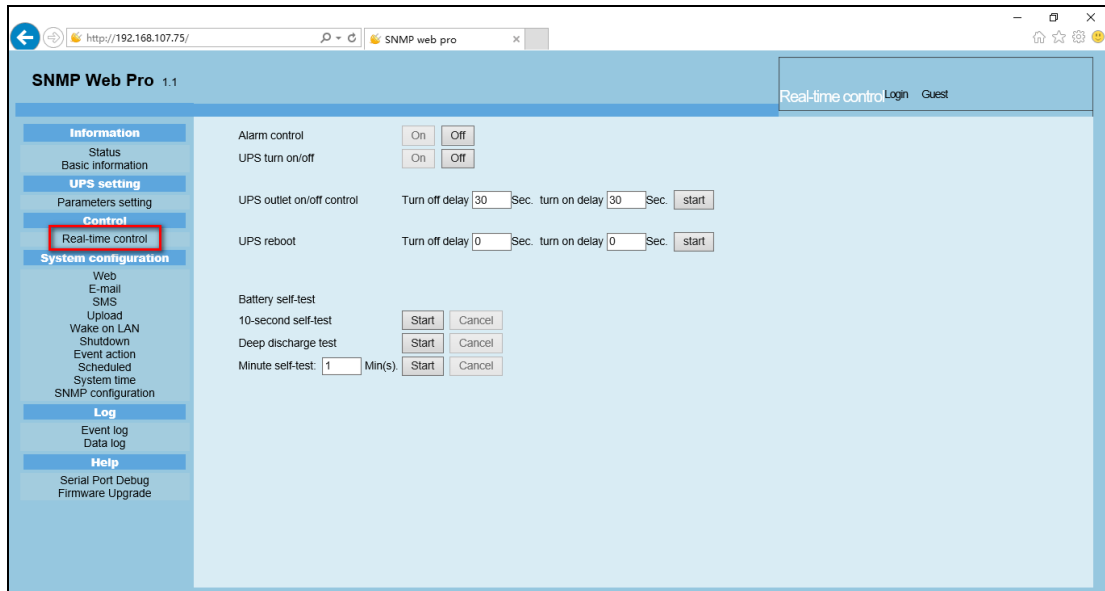 http://192.168.107.75/
SNMP web pro
SNMP Web Pro 1.1
Real-time control Login Guest
Information
Status
Basic information
UPS setting
Parameters setting
Control
Real-time control
System configuration
Web
E-mail
SMS
Upload
Wake on LAN
Shutdown
Event action
Scheduled
System time
SNMP configuration
Log
Event log
Data log
Help
Serial Port Debug
Firmware Upgrade
Alarm control On Off
UPS turn on/off On Off
UPS outlet on/off control Turn off delay 30 Sec. turn on delay 30 Sec. start
UPS reboot Turn off delay 0 Sec. turn on delay 0 Sec. start
Battery self-test
10-second self-test Start Cancel
Deep discharge test Start Cancel
Minute self-test: 1 Min(s). Start Cancel